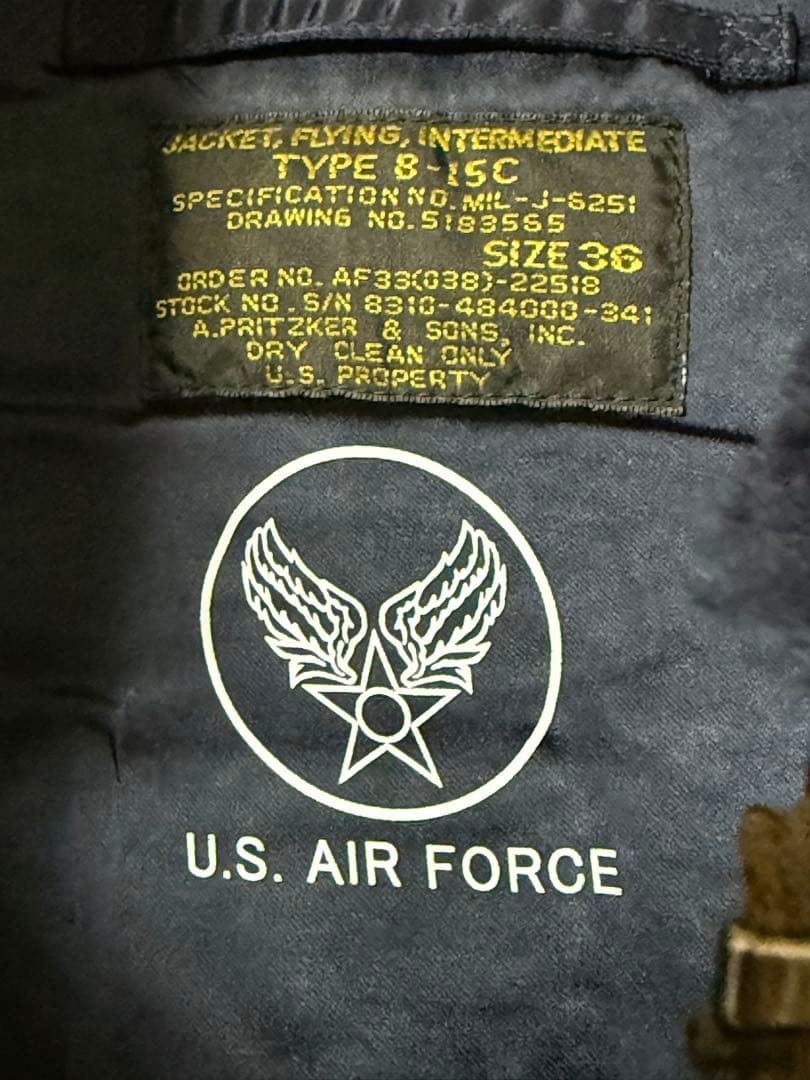 JACKET, FLYING, INTERMEDIATE
TYPE B-15C
SPECIFICATION NO. MIL-J-6251
DRAWING NO. 5183565
SIZE 36
ORDER NO. AF33(038)-22518
STOCK NO. S/N 8310-484000-341
A.PRITZKER & SONS, INC.
DRY CLEAN ONLY
U.S. PROPERTY
U.S. AIR FORCE